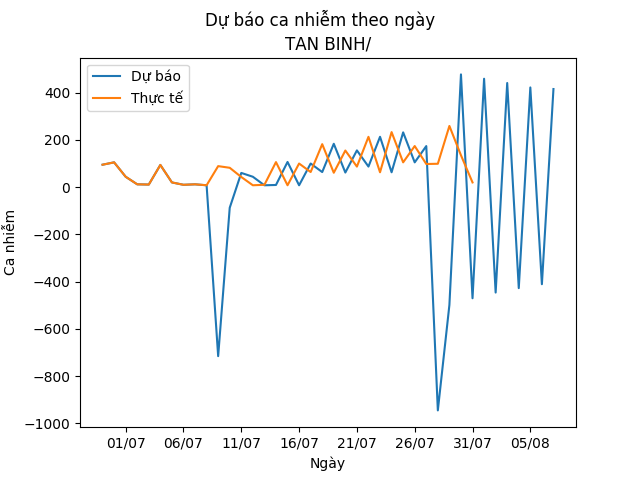 Dự báo ca nhiễm theo ngày
TAN BINH/
Dự báo
Thực tế
400
200
0
−200
−400
−600
−800
−1000
Ca nhiễm
01/07
06/07
11/07
16/07
21/07
26/07
31/07
05/08
Ngày